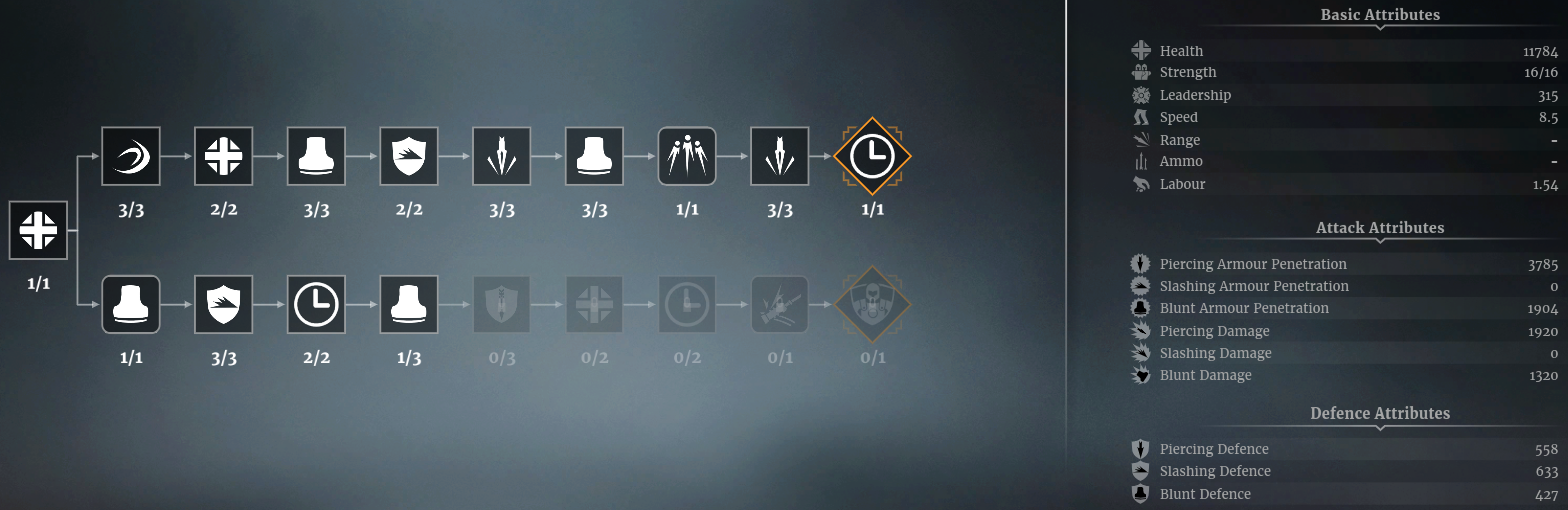 3/3 2/2 3/3 2/2 3/3 3/3 1/1 3/3 1/1
1/1
1/1 3/3 2/2 1/3 0/3 0/2 0/2 0/1 0/1
Basic Attributes
Health 11784
Strength 16/16
Leadership 315
Speed 8.5
Range -
Ammo -
Labour 1.54
Attack Attributes
Piercing Armour Penetration 3785
Slashing Armour Penetration 0
Blunt Armour Penetration 1904
Piercing Damage 1920
Slashing Damage 0
Blunt Damage 1320
Defence Attributes
Piercing Defence 558
Slashing Defence 633
Blunt Defence 427